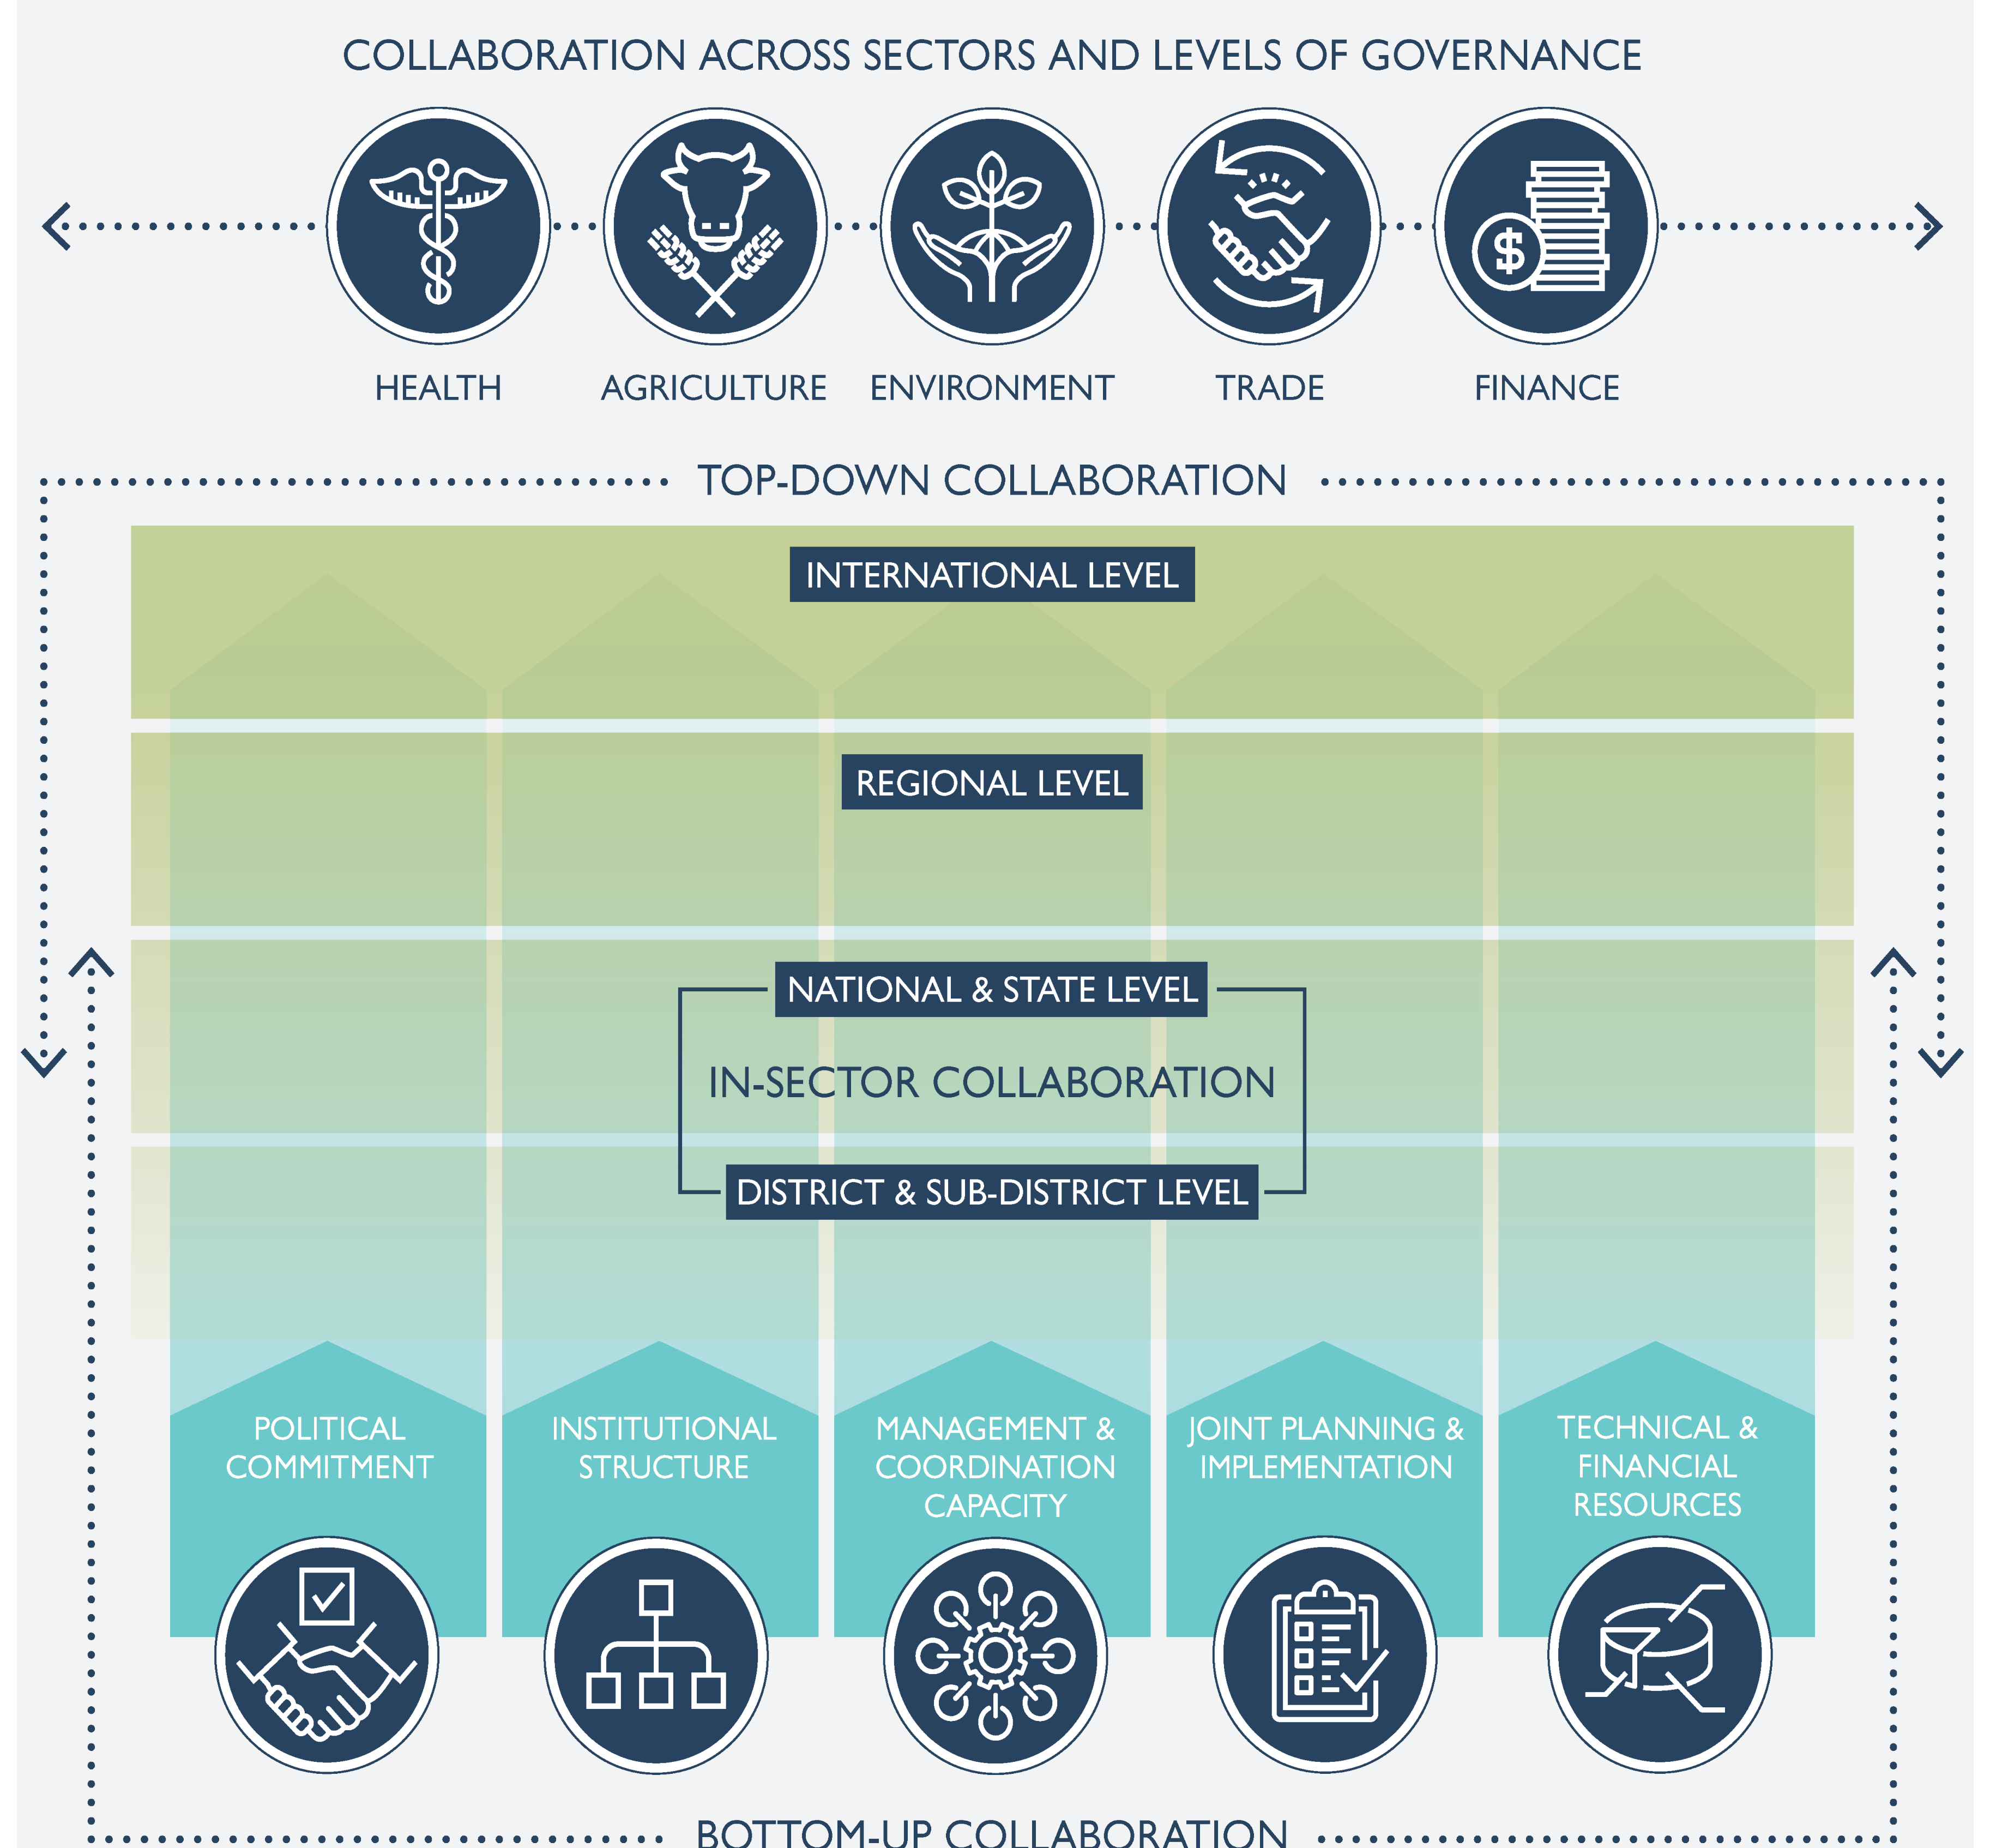 COLLABORATION ACROSS SECTORS AND LEVELS OF GOVERNANCE
$
HEALTH
AGRICULTURE
ENVIRONMENT
TRADE
FINANCE
TOP-DOWN COLLABORATION
INTERNATIONAL LEVEL
REGIONAL LEVEL
NATIONAL & STATE LEVEL
IN-SECTOR COLLABORATION
DISTRICT & SUB-DISTRICT LEVEL
POLITICAL
COMMITMENT
INSTITUTIONAL
STRUCTURE
MANAGEMENT &
COORDINATION
CAPACITY
JOINT PLANNING &
IMPLEMENTATION
TECHNICAL &
FINANCIAL
RESOURCES
BOTTOM-UP COLLABORATION